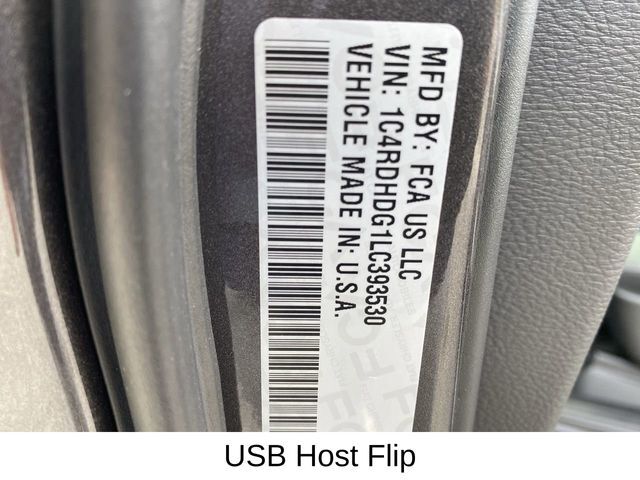 MFD BY: FCA US LLC
VIN: 1C4RDHDG1LC393530
VEHICLE MADE IN: U.S.A.
USB Host Flip